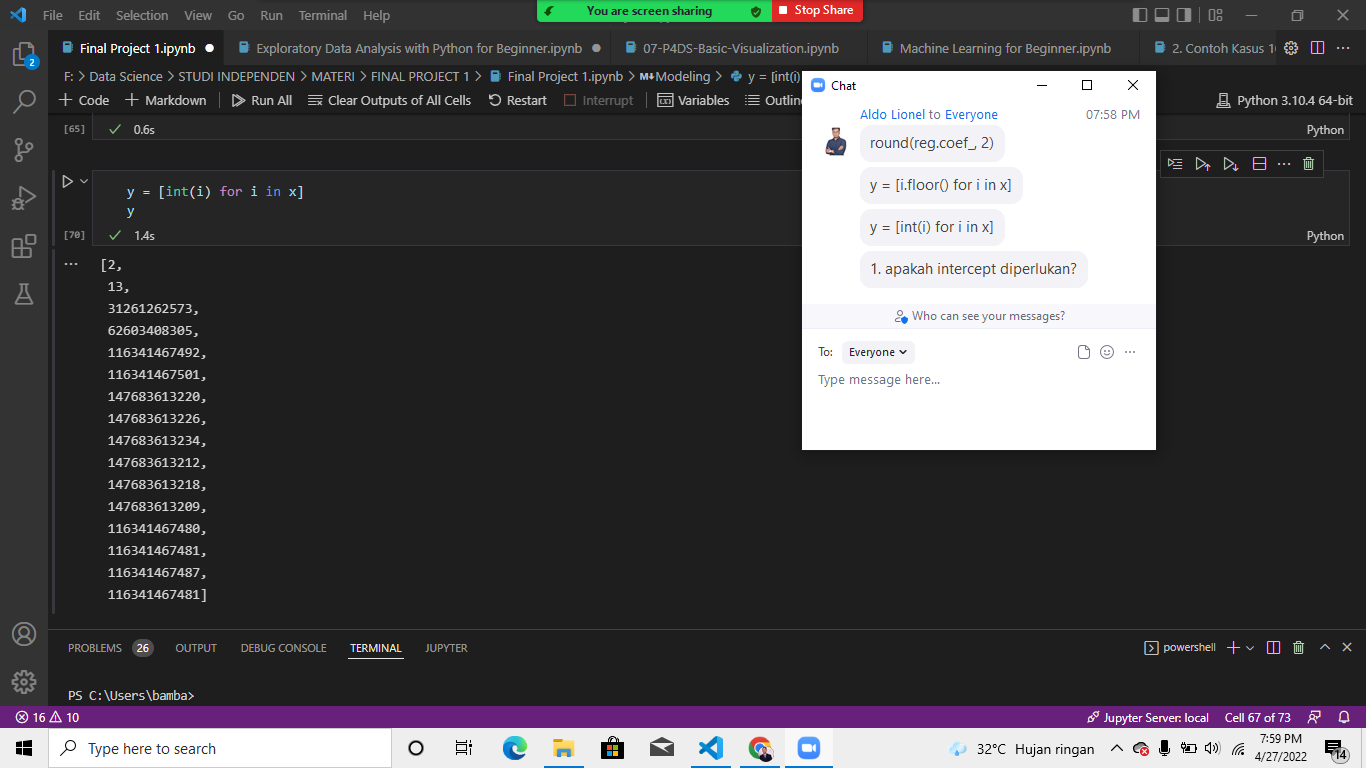 File Edit Selection View Go Run Terminal Help
You are screen sharing Stop Share
Final Project 1.ipynb Exploratory Data Analysis with Python for Beginner.ipynb 07-P4DS-Basic-Visualization.ipynb Machine Learning for Beginner.ipynb 2. Contoh Kasus
2
F: > Data Science > STUDI INDEPENDEN > MATERI > FINAL PROJECT 1 > Final Project 1.ipynb > Modeling > y = [int(i)
Code Markdown Run All Clear Outputs of All Cells Restart Interrupt Variables Outlin
Python 3.10.4 64-bit
[65] 0.6s
Python
y = [int(i) for i in x]
y
[70] 1.4s
Python
[2,
13,
31261262573,
62603408305,
116341467492,
116341467501,
147683613220,
147683613226,
147683613234,
147683613212,
147683613218,
147683613209,
116341467480,
116341467481,
116341467487,
116341467481]
Chat
Aldo Lionel to Everyone 07:58 PM
round(reg.coef_, 2)
y = [i.floor() for i in x]
y = [int(i) for i in x]
1. apakah intercept diperlukan?
Who can see your messages?
To: Everyone
Type message here...
PROBLEMS 26 OUTPUT DEBUG CONSOLE TERMINAL JUPYTER
powershell
PS C:\Users\bamba>
16 10
Jupyter Server: local Cell 67 of 73
Type here to search
32°C Hujan ringan
7:59 PM
4/27/2022
14